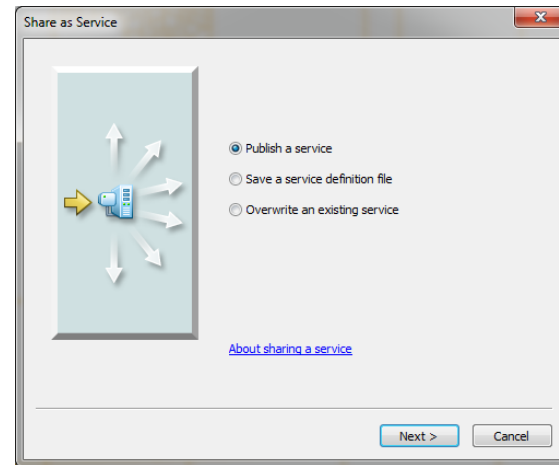 Share as Service
Publish a service
Save a service definition file
Overwrite an existing service
About sharing a service
Next >
Cancel